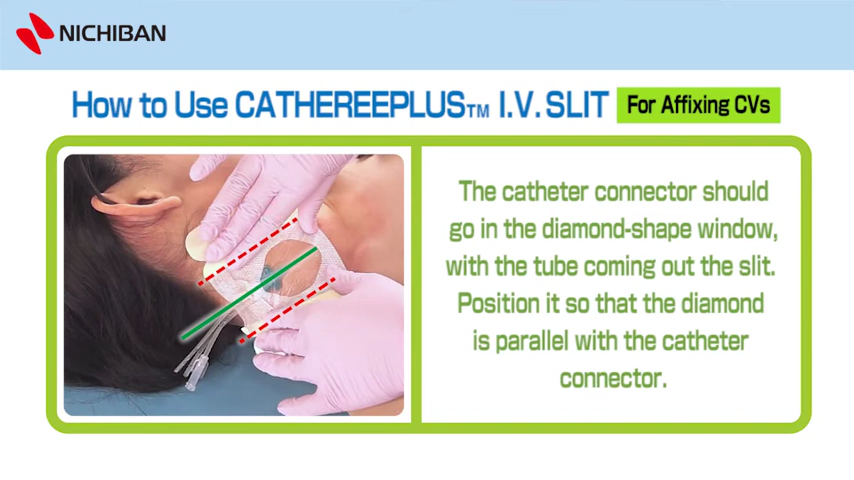 NICHIBAN
How to Use CATHEREEPLUS™ I.V. SLIT For Affixing CVs
The catheter connector should
go in the diamond-shape window,
with the tube coming out the slit.
Position it so that the diamond
is parallel with the catheter
connector.